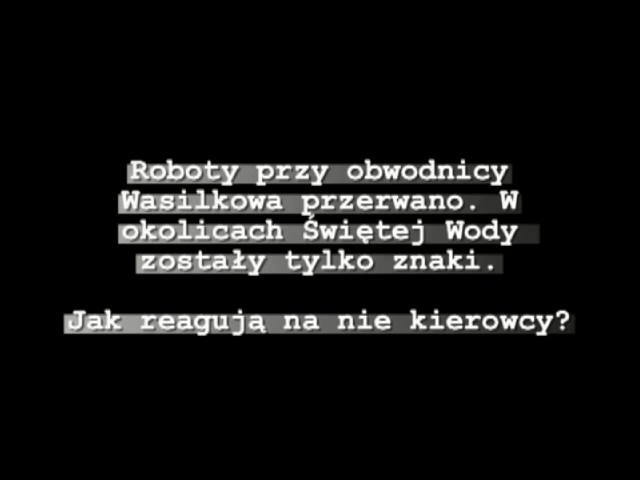 Roboty przy obwodnicy
Wasilkowa przerwano. W
okolicach Świętej Wody
zostały tylko znaki.
Jak reagują na nie kierowcy?